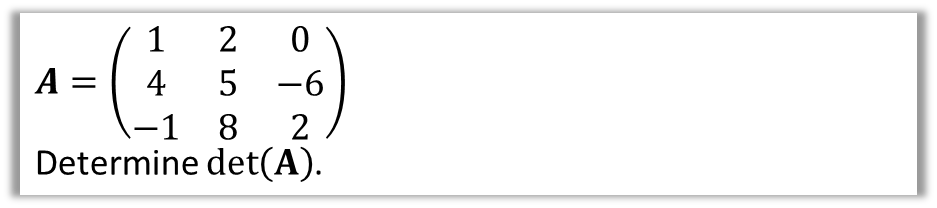 A = ( 1 2 0
4 5 −6
−1 8 2 )
Determine det(A).